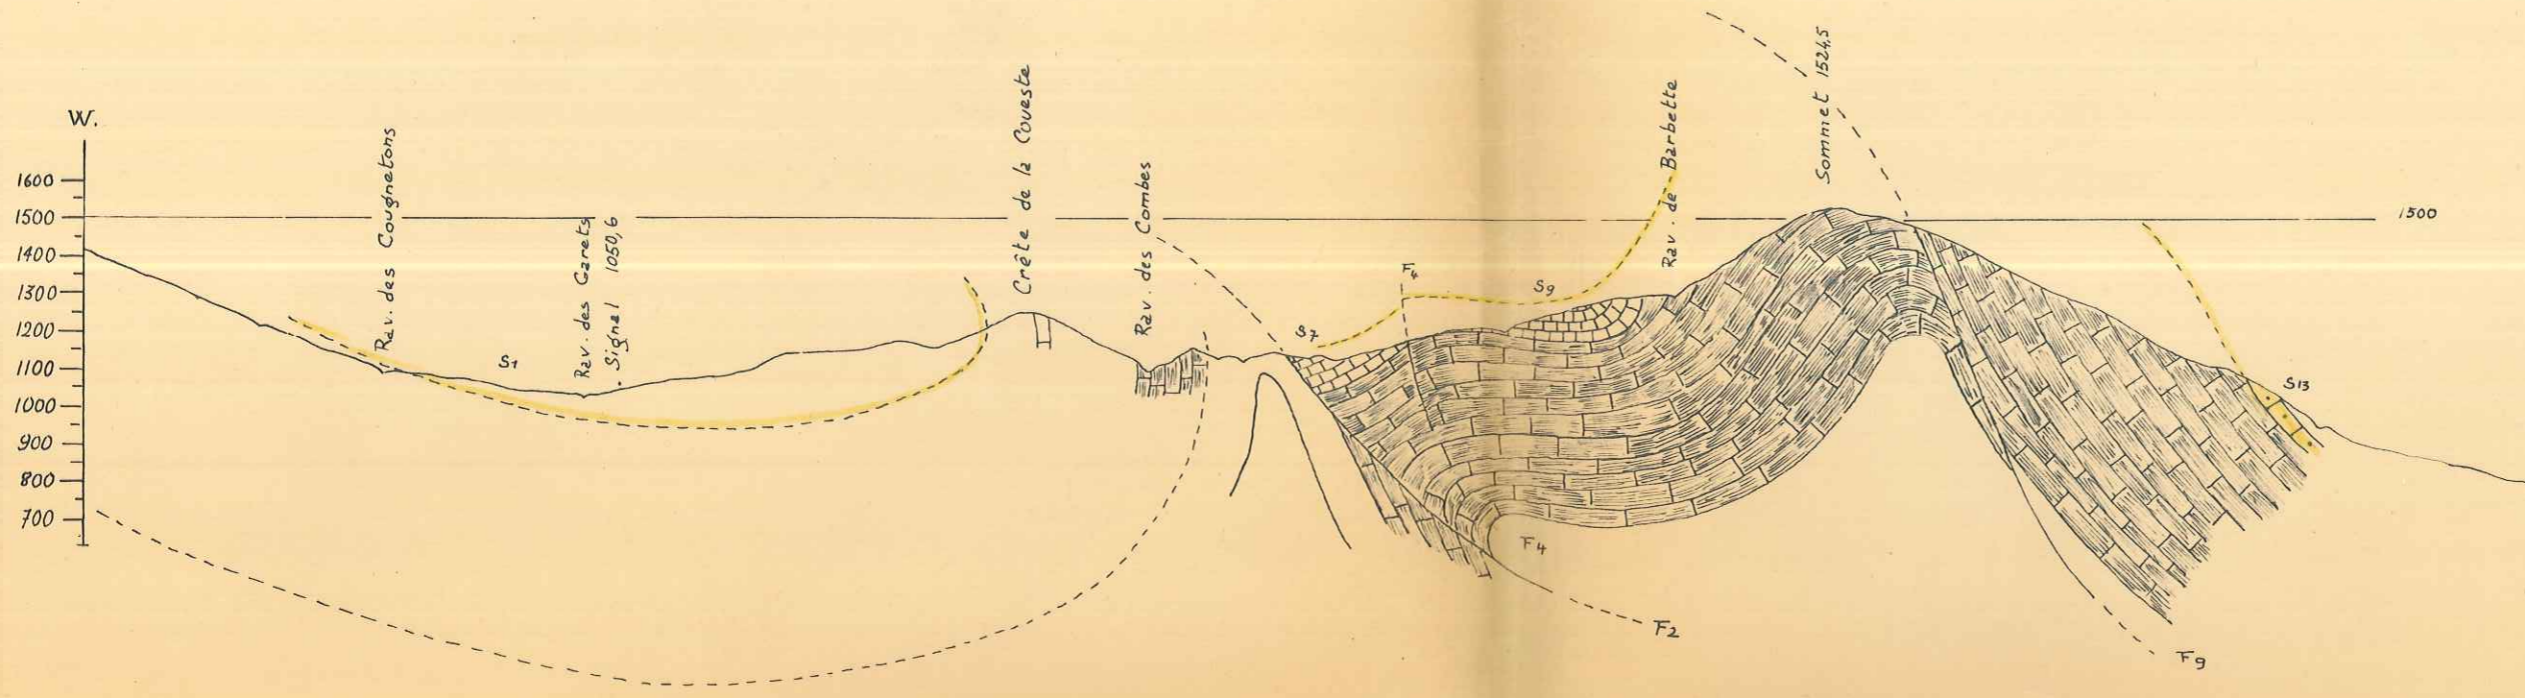 W.
1600
1500
1400
1300
1200
1100
1000
900
800
700
Rav. des Cougnetons
S1
Rav. des Garets
Signal 1050,6
Crête de la Coueste
Rav. des Combes
S7
F4
S9
Rav. de Barbette
Sommet 1524,5
1500
S13
F4
F2
F9